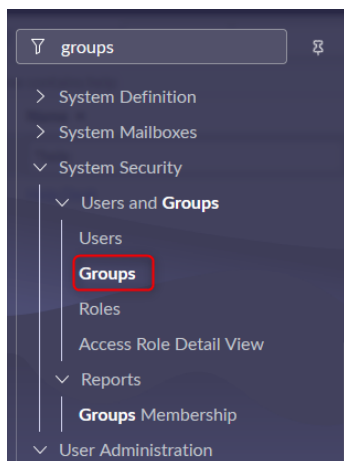 groups
System Definition
System Mailboxes
System Security
Users and Groups
Users
Groups
Roles
Access Role Detail View
Reports
Groups Membership
User Administration